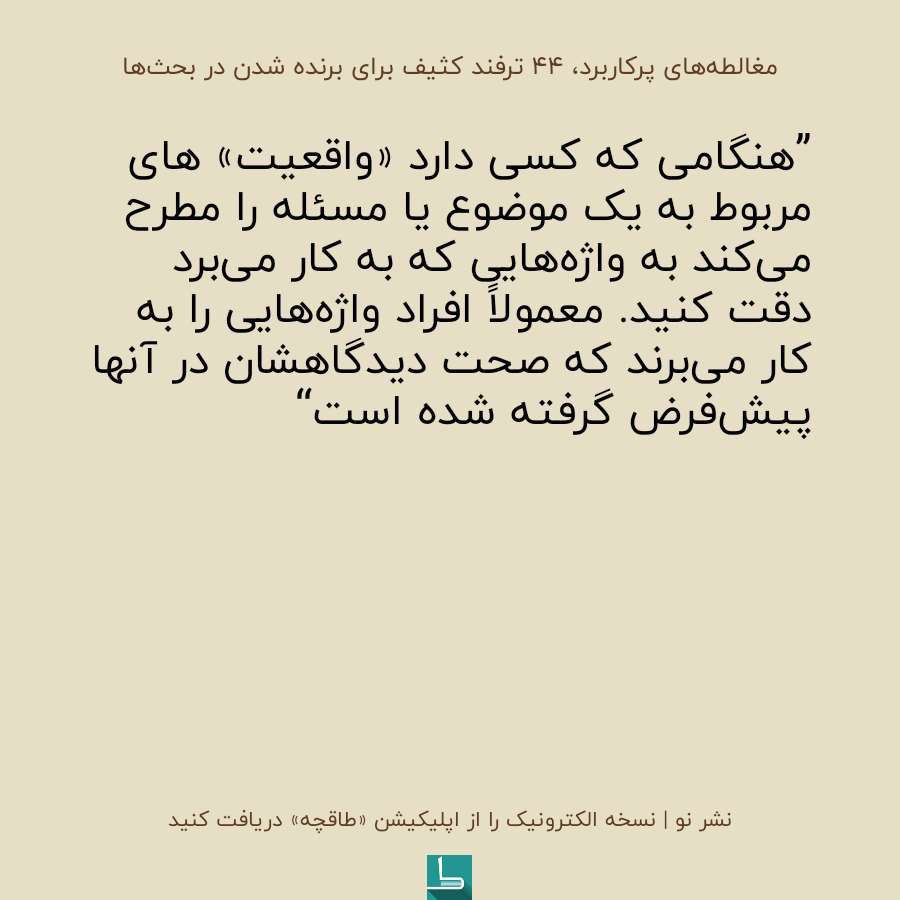 مغالطه‌های پرکاربرد، ۴۴ ترفند کثیف برای برنده شدن در بحث‌ها
”هنگامی که کسی دارد «واقعیت» های
مربوط به یک موضوع یا مسئله را مطرح
می‌کند به واژه‌هایی که به کار می‌برد
دقت کنید. معمولاً افراد واژه‌هایی را به
کار می‌برند که صحت دیدگاهشان در آنها
پیش‌فرض گرفته شده است“
نشر نو | نسخه الکترونیک را از اپلیکیشن «طاقچه» دریافت کنید